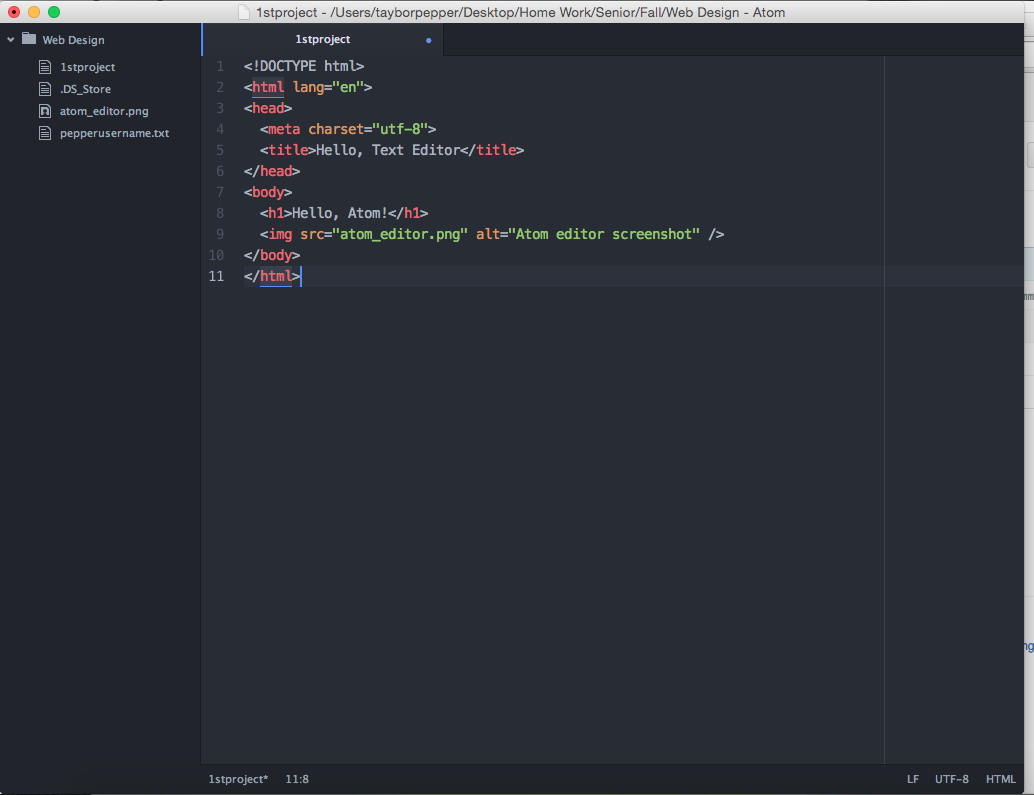 1stproject - /Users/tayborpepper/Desktop/Home Work/Senior/Fall/Web Design - Atom
Web Design
1stproject
.DS_Store
atom_editor.png
pepperusername.txt
1stproject
1 <!DOCTYPE html>
2 <html lang="en">
3 <head>
4   <meta charset="utf-8">
5   <title>Hello, Text Editor</title>
6 </head>
7 <body>
8   <h1>Hello, Atom!</h1>
9   <img src="atom_editor.png" alt="Atom editor screenshot" />
10 </body>
11 </html>
1stproject* 11:8 LF UTF-8 HTML